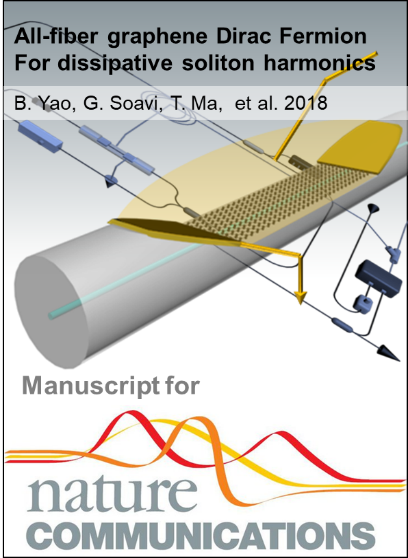 All-fiber graphene Dirac Fermion
For dissipative soliton harmonics
B. Yao, G. Soavi, T. Ma,  et al. 2018
Manuscript for
nature
COMMUNICATIONS